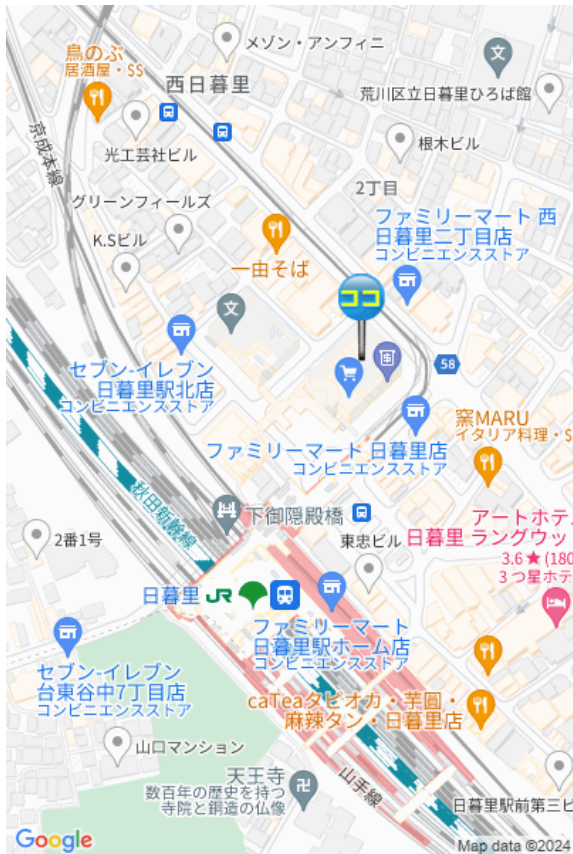 メゾン・アンフィニ
鳥のぶ
居酒屋・$$
西日暮里
荒川区立日暮里ひろば館
京成本線
光工芸社ビル
根木ビル
2丁目
グリーンフィールズ
ファミリーマート 西
日暮里二丁目店
コンビニエンスストア
K.Sビル
一由そば
ココ
セブン-イレブン
日暮里駅北店
コンビニエンスストア
58
窯MARU
イタリア料理・$
ファミリーマート 日暮里店
コンビニエンスストア
秋田新幹線
下御隠殿橋
アートホテ
日暮里 ラングウッ
3.6★(180
3 つ星ホテ
2番1号
東忠ビル
日暮里 JR
ファミリーマート
日暮里駅ホーム店
コンビニエンスストア
セブン-イレブン
台東谷中7丁目店
コンビニエンスストア
caTeaタピオカ・芋圓・
麻辣タン・日暮里店
山口マンション
天王寺
数百年の歴史を持つ
寺院と銅造の仏像
山手線
日暮里駅前第三ビ
Google
Map data ©2024